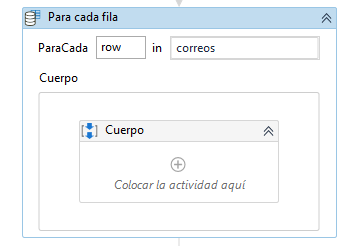 Para cada fila
ParaCada row in correos
Cuerpo
Cuerpo
Colocar la actividad aquí